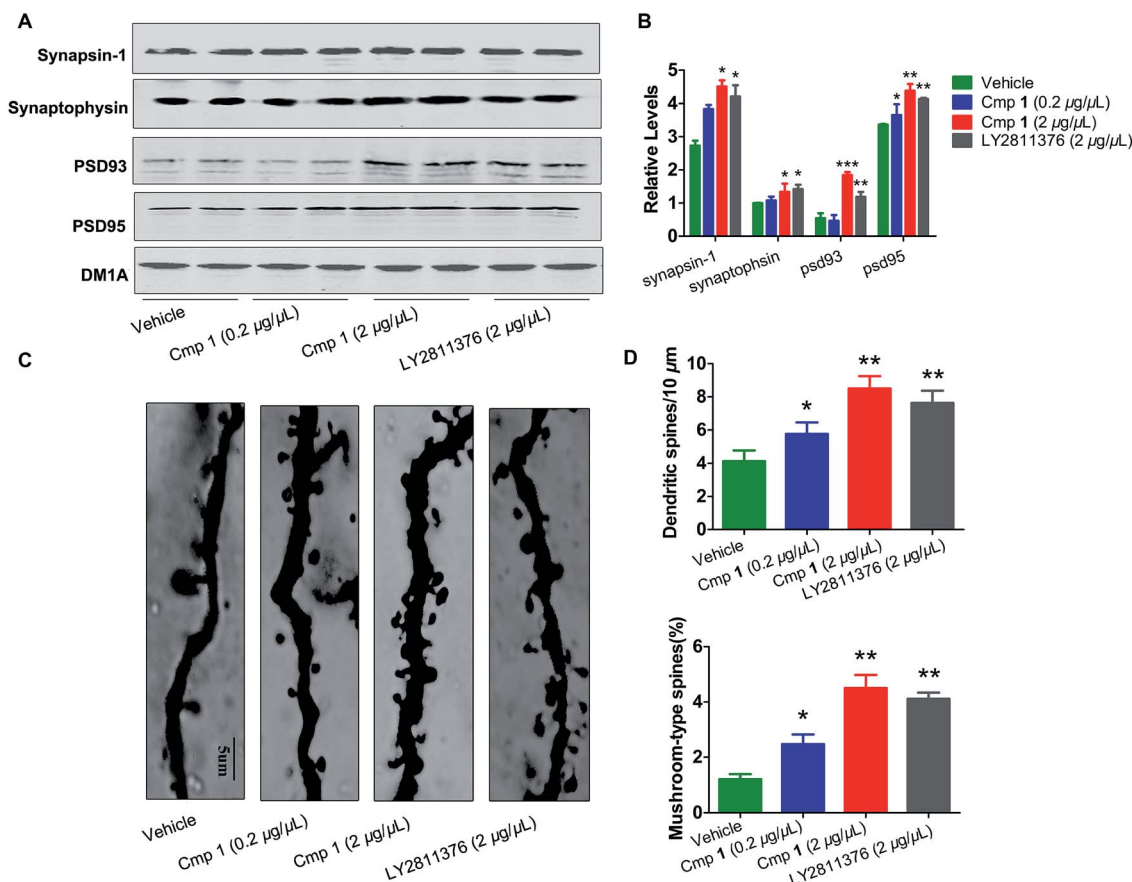 A
Synapsin-1
Synaptophysin
PSD93
PSD95
DM1A
Vehicle
Cmp 1 (0.2 µg/µL)
Cmp 1 (2 µg/µL)
LY2811376 (2 µg/µL)
B
Relative Levels
5
4
3
2
1
0
* *
* *
*** **
* ** **
synapsin-1
synaptophsin
psd93
psd95
Vehicle
Cmp 1 (0.2 µg/µL)
Cmp 1 (2 µg/µL)
LY2811376 (2 µg/µL)
C
5um
Vehicle
Cmp 1 (0.2 µg/µL)
Cmp 1 (2 µg/µL)
LY2811376 (2 µg/µL)
D
Dendritic spines/10 µm
10
8
6
4
2
0
* ** **
Vehicle
Cmp 1 (0.2 µg/µL)
Cmp 1 (2 µg/µL)
LY2811376 (2 µg/µL)
Mushroom-type spines(%)
6
4
2
0
* ** **
Vehicle
Cmp 1 (0.2 µg/µL)
Cmp 1 (2 µg/µL)
LY2811376 (2 µg/µL)